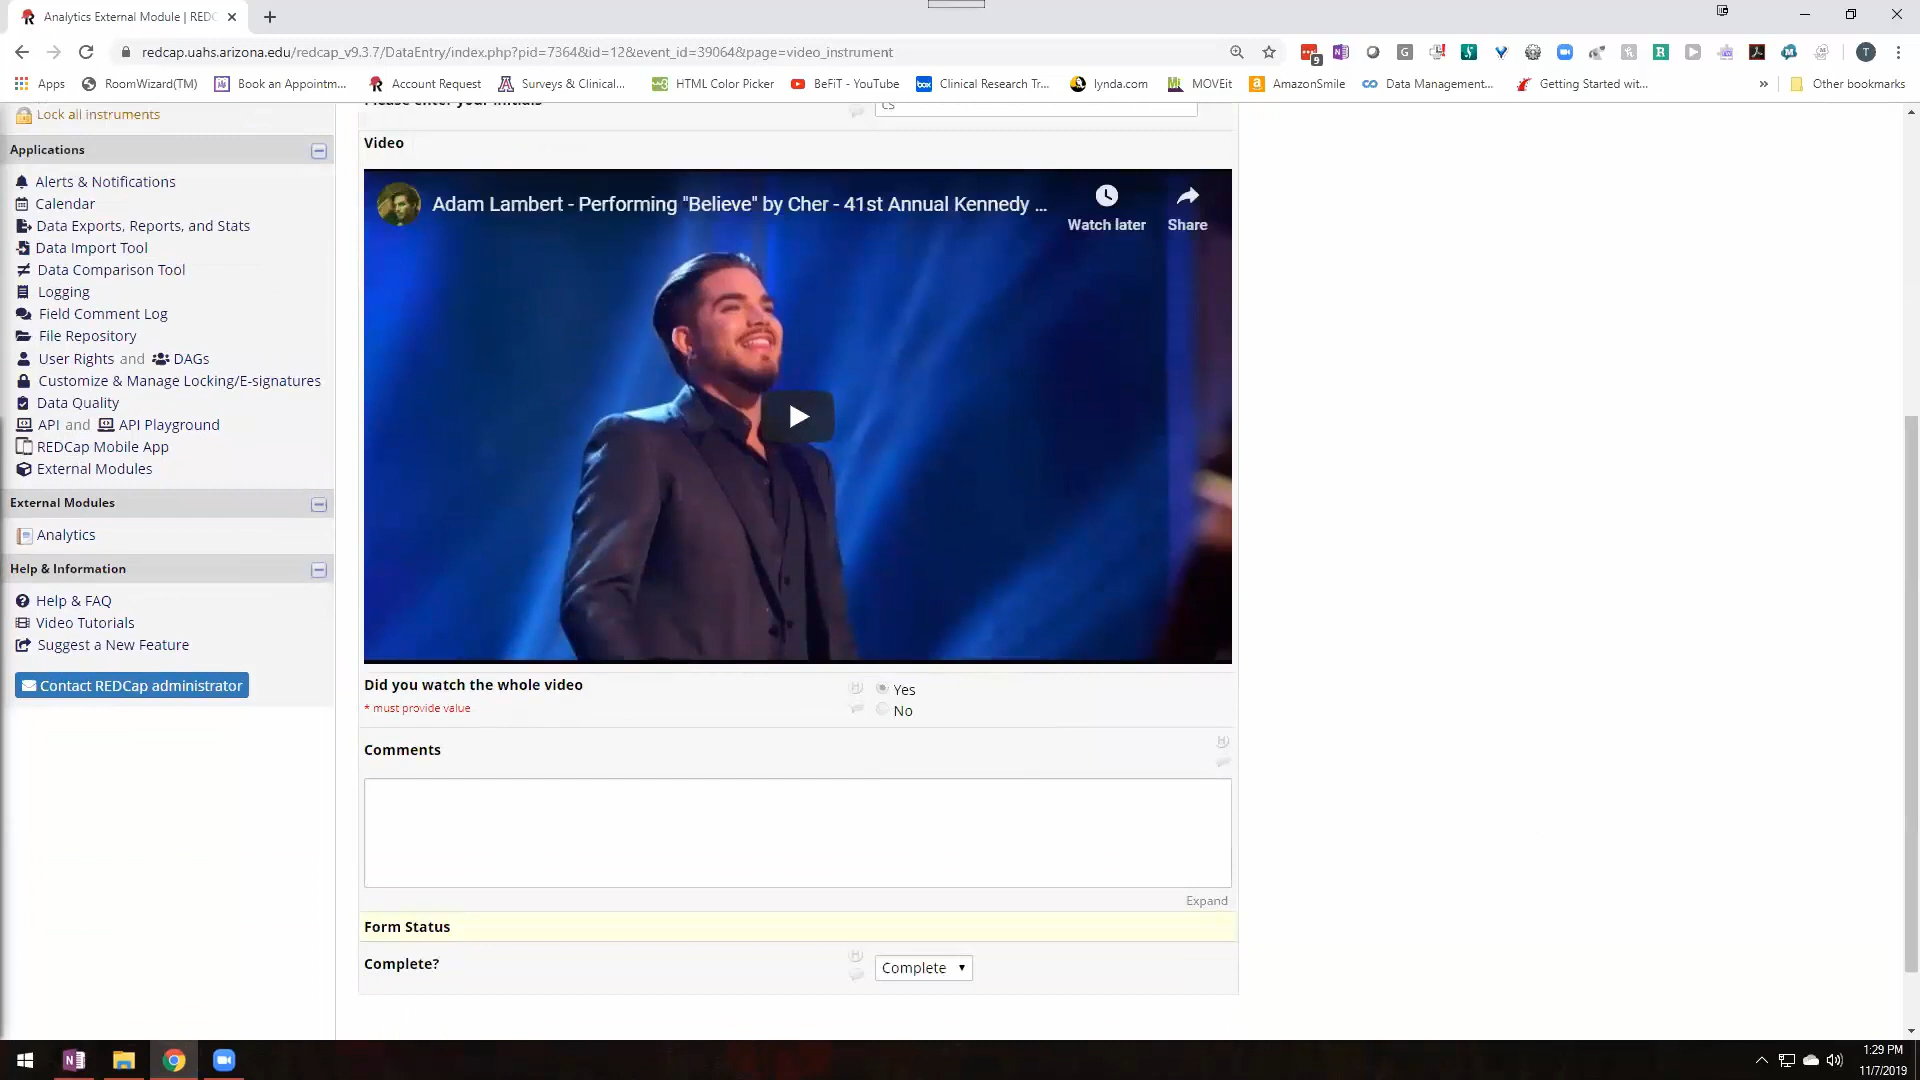 Analytics External Module | REDC
redcap.uahs.arizona.edu/redcap_v9.3.7/DataEntry/index.php?pid=7364&id=12&event_id=39064&page=video_instrument
9
T
Apps
RoomWizard(TM)
Book an Appointm...
Account Request
Surveys & Clinical...
HTML Color Picker
BeFiT - YouTube
Clinical Research Tr...
lynda.com
MOVEit
AmazonSmile
Data Management...
Getting Started wit...
»
Other bookmarks
Lock all instruments
Applications
Alerts & Notifications
Calendar
Data Exports, Reports, and Stats
Data Import Tool
Data Comparison Tool
Logging
Field Comment Log
File Repository
User Rights and DAGs
Customize & Manage Locking/E-signatures
Data Quality
API and API Playground
REDCap Mobile App
External Modules
External Modules
Analytics
Help & Information
Help & FAQ
Video Tutorials
Suggest a New Feature
Contact REDCap administrator
Please enter your initials
cs
Video
Adam Lambert - Performing "Believe" by Cher - 41st Annual Kennedy ...
Watch later
Share
Did you watch the whole video
* must provide value
Yes
No
Comments
Expand
Form Status
Complete?
Complete
1:29 PM
11/7/2019